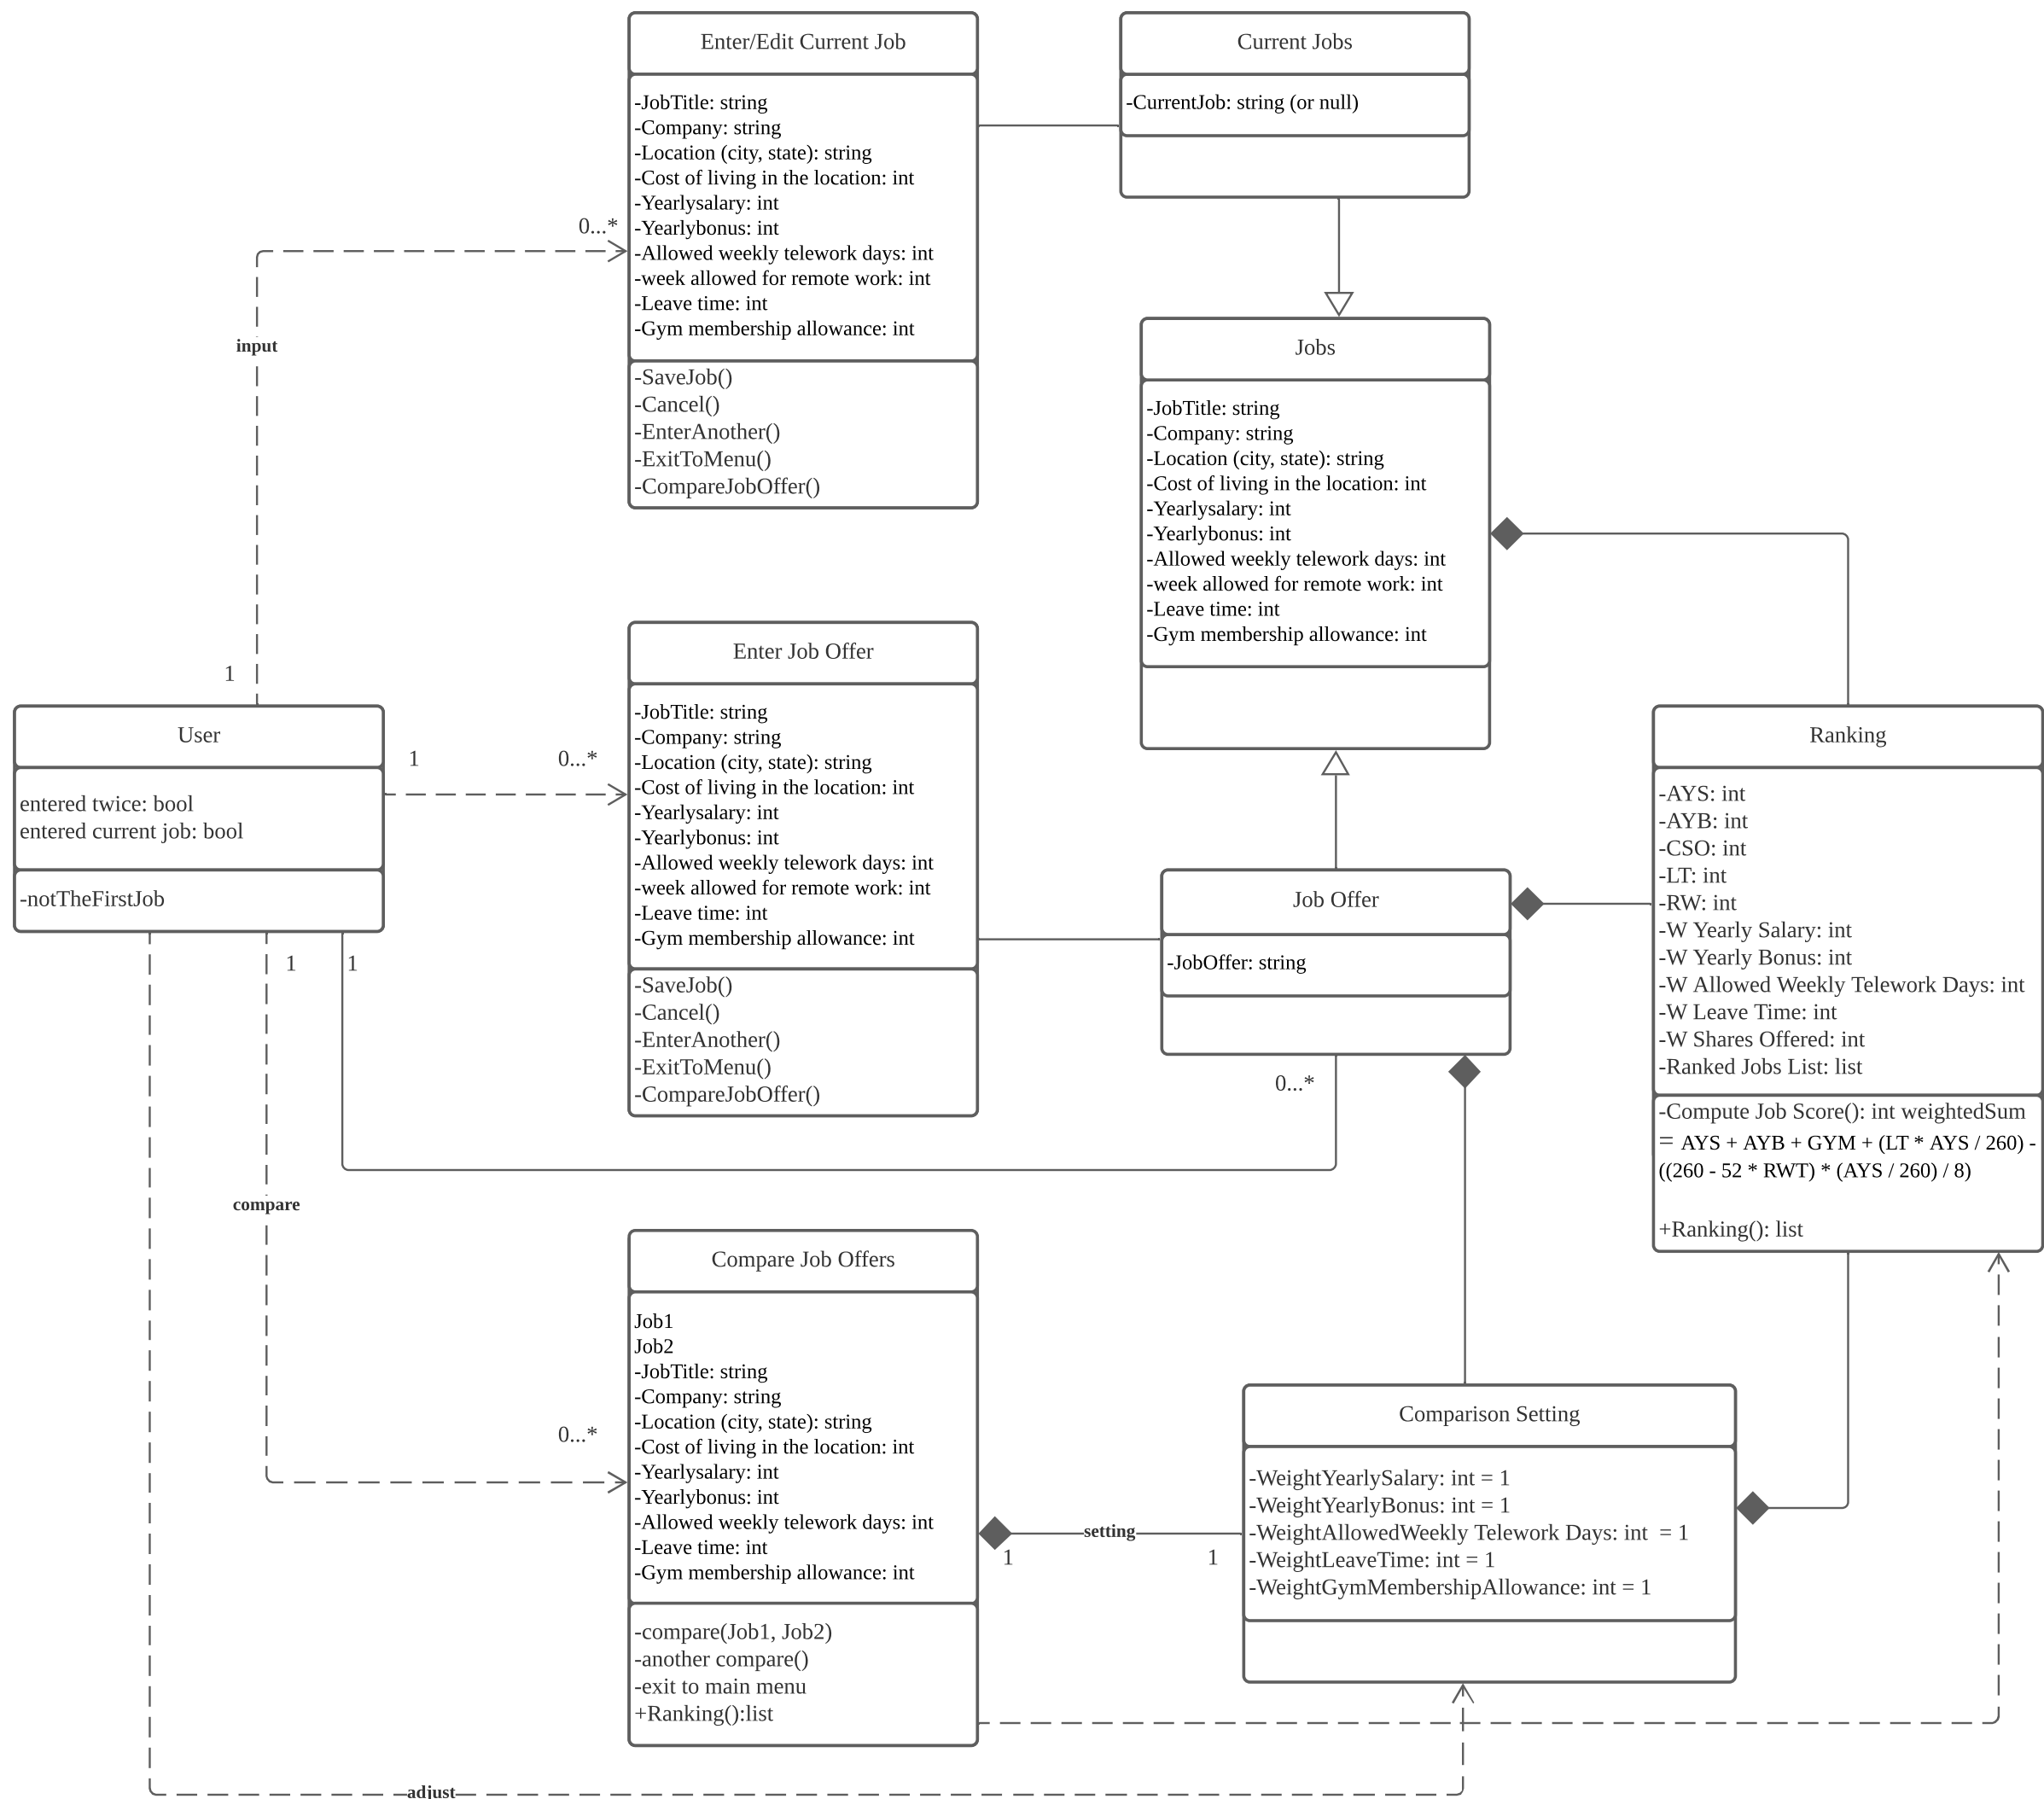 Enter/Edit Current Job
-JobTitle: string
-Company: string
-Location (city, state): string
-Cost of living in the location: int
-Yearlysalary: int
-Yearlybonus: int
-Allowed weekly telework days: int
-week allowed for remote work: int
-Leave time: int
-Gym membership allowance: int
-SaveJob()
-Cancel()
-EnterAnother()
-ExitToMenu()
-CompareJobOffer()
Current Jobs
-CurrentJob: string (or null)
0...*
input
1
Jobs
-JobTitle: string
-Company: string
-Location (city, state): string
-Cost of living in the location: int
-Yearlysalary: int
-Yearlybonus: int
-Allowed weekly telework days: int
-week allowed for remote work: int
-Leave time: int
-Gym membership allowance: int
User
entered twice: bool
entered current job: bool
-notTheFirstJob
1
0...*
Enter Job Offer
-JobTitle: string
-Company: string
-Location (city, state): string
-Cost of living in the location: int
-Yearlysalary: int
-Yearlybonus: int
-Allowed weekly telework days: int
-week allowed for remote work: int
-Leave time: int
-Gym membership allowance: int
-SaveJob()
-Cancel()
-EnterAnother()
-ExitToMenu()
-CompareJobOffer()
Job Offer
-JobOffer: string
0...*
Ranking
-AYS: int
-AYB: int
-CSO: int
-LT: int
-RW: int
-W Yearly Salary: int
-W Yearly Bonus: int
-W Allowed Weekly Telework Days: int
-W Leave Time: int
-W Shares Offered: int
-Ranked Jobs List: list
-Compute Job Score(): int weightedSum
= AYS + AYB + GYM + (LT * AYS / 260) -
((260 - 52 * RWT) * (AYS / 260) / 8)
+Ranking(): list
1
1
compare
0...*
Compare Job Offers
Job1
Job2
-JobTitle: string
-Company: string
-Location (city, state): string
-Cost of living in the location: int
-Yearlysalary: int
-Yearlybonus: int
-Allowed weekly telework days: int
-Leave time: int
-Gym membership allowance: int
-compare(Job1, Job2)
-another compare()
-exit to main menu
+Ranking():list
setting
1
1
Comparison Setting
-WeightYearlySalary: int = 1
-WeightYearlyBonus: int = 1
-WeightAllowedWeekly Telework Days: int  = 1
-WeightLeaveTime: int = 1
-WeightGymMembershipAllowance: int = 1
adjust